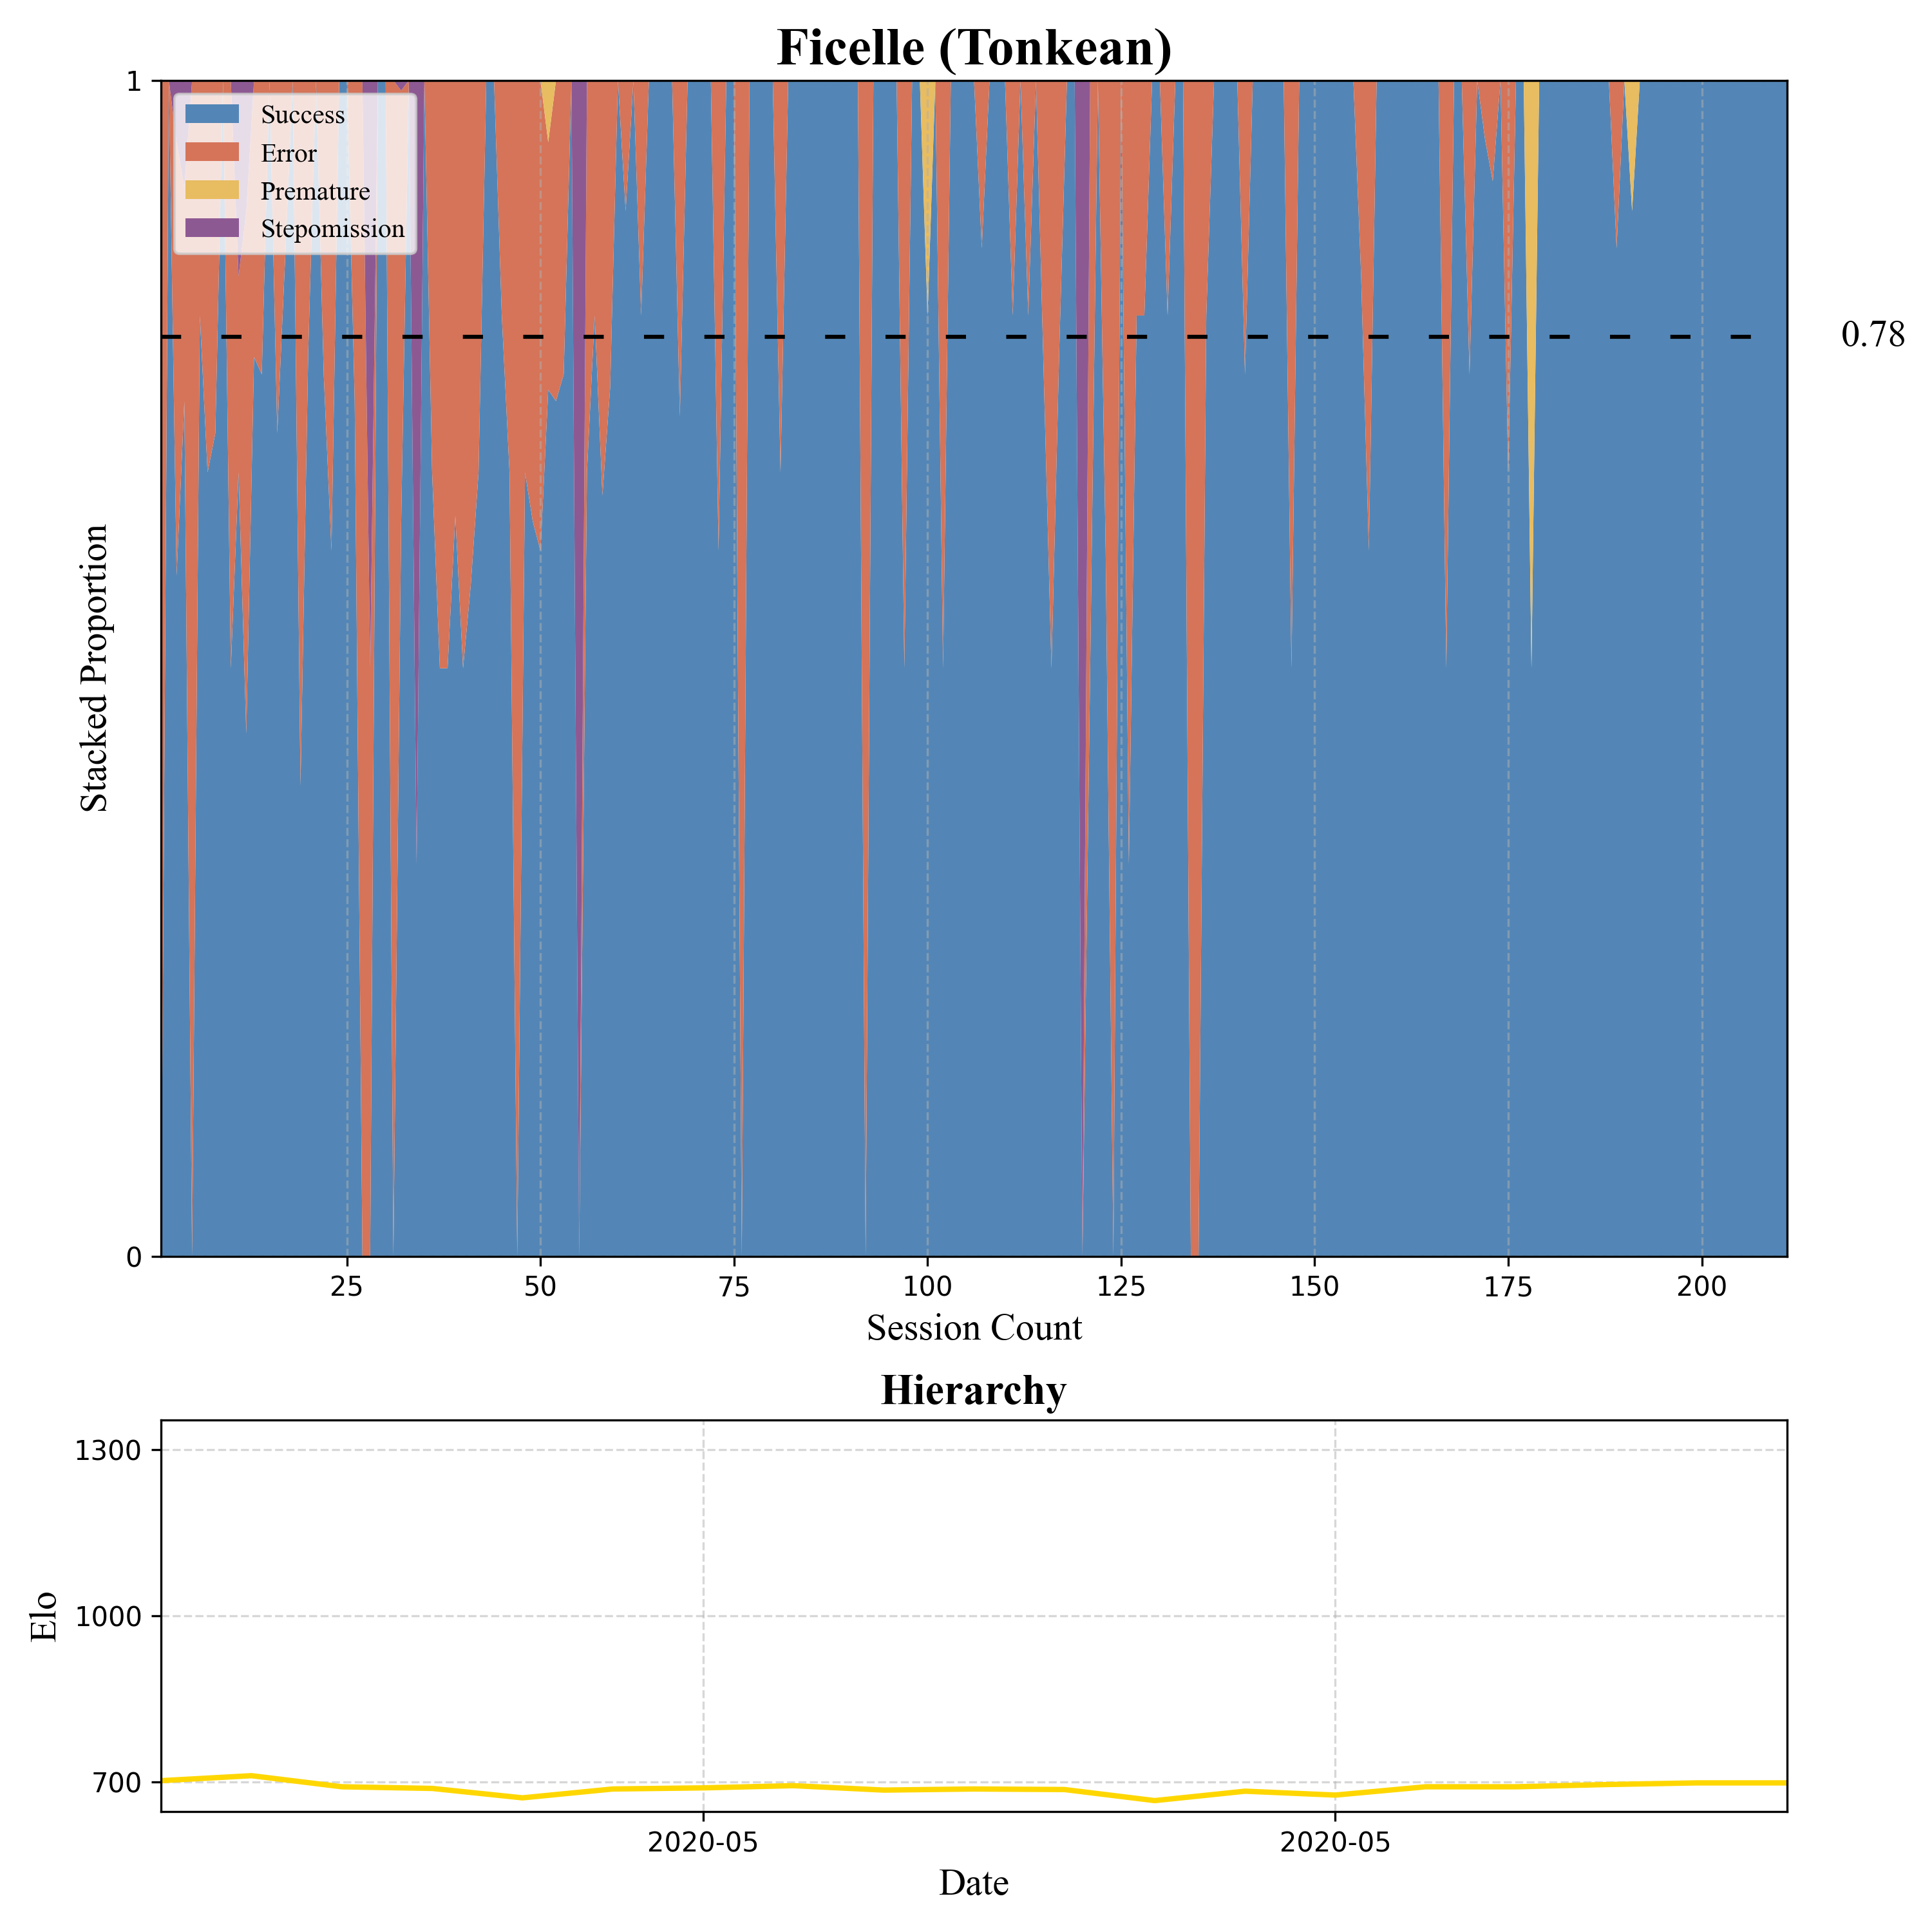 Ficelle (Tonkean)
1
Success
Error
Premature
Stepomission
0.78
Stacked Proportion
0
25 50 75 100 125 150 175 200
Session Count
Hierarchy
1300
1000
700
Elo
2020-05 2020-05
Date